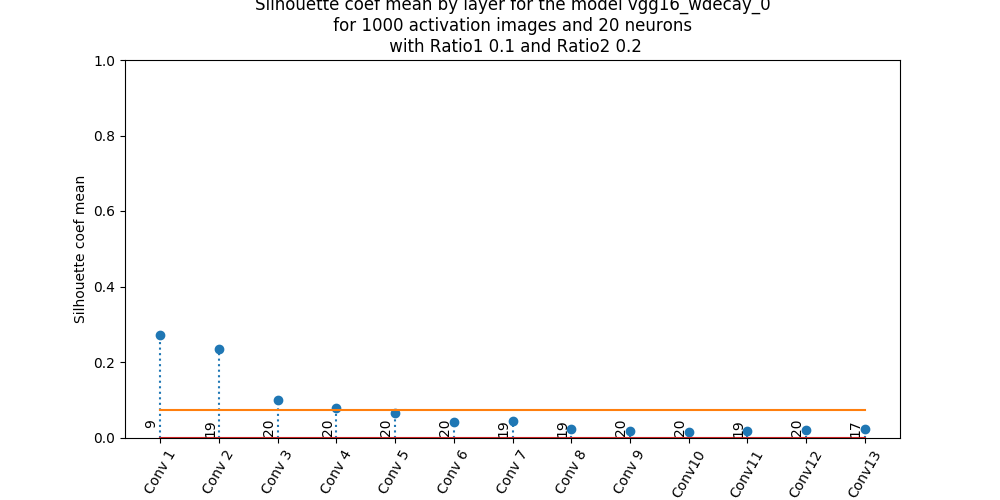 Silhouette coef mean by layer for the model vgg16_wdecay_0
for 1000 activation images and 20 neurons
with Ratio1 0.1 and Ratio2 0.2
Silhouette coef mean
1.0
0.8
0.6
0.4
0.2
0.0
9
19
20
20
20
20
19
19
20
20
19
20
17
Conv 1
Conv 2
Conv 3
Conv 4
Conv 5
Conv 6
Conv 7
Conv 8
Conv 9
Conv10
Conv11
Conv12
Conv13